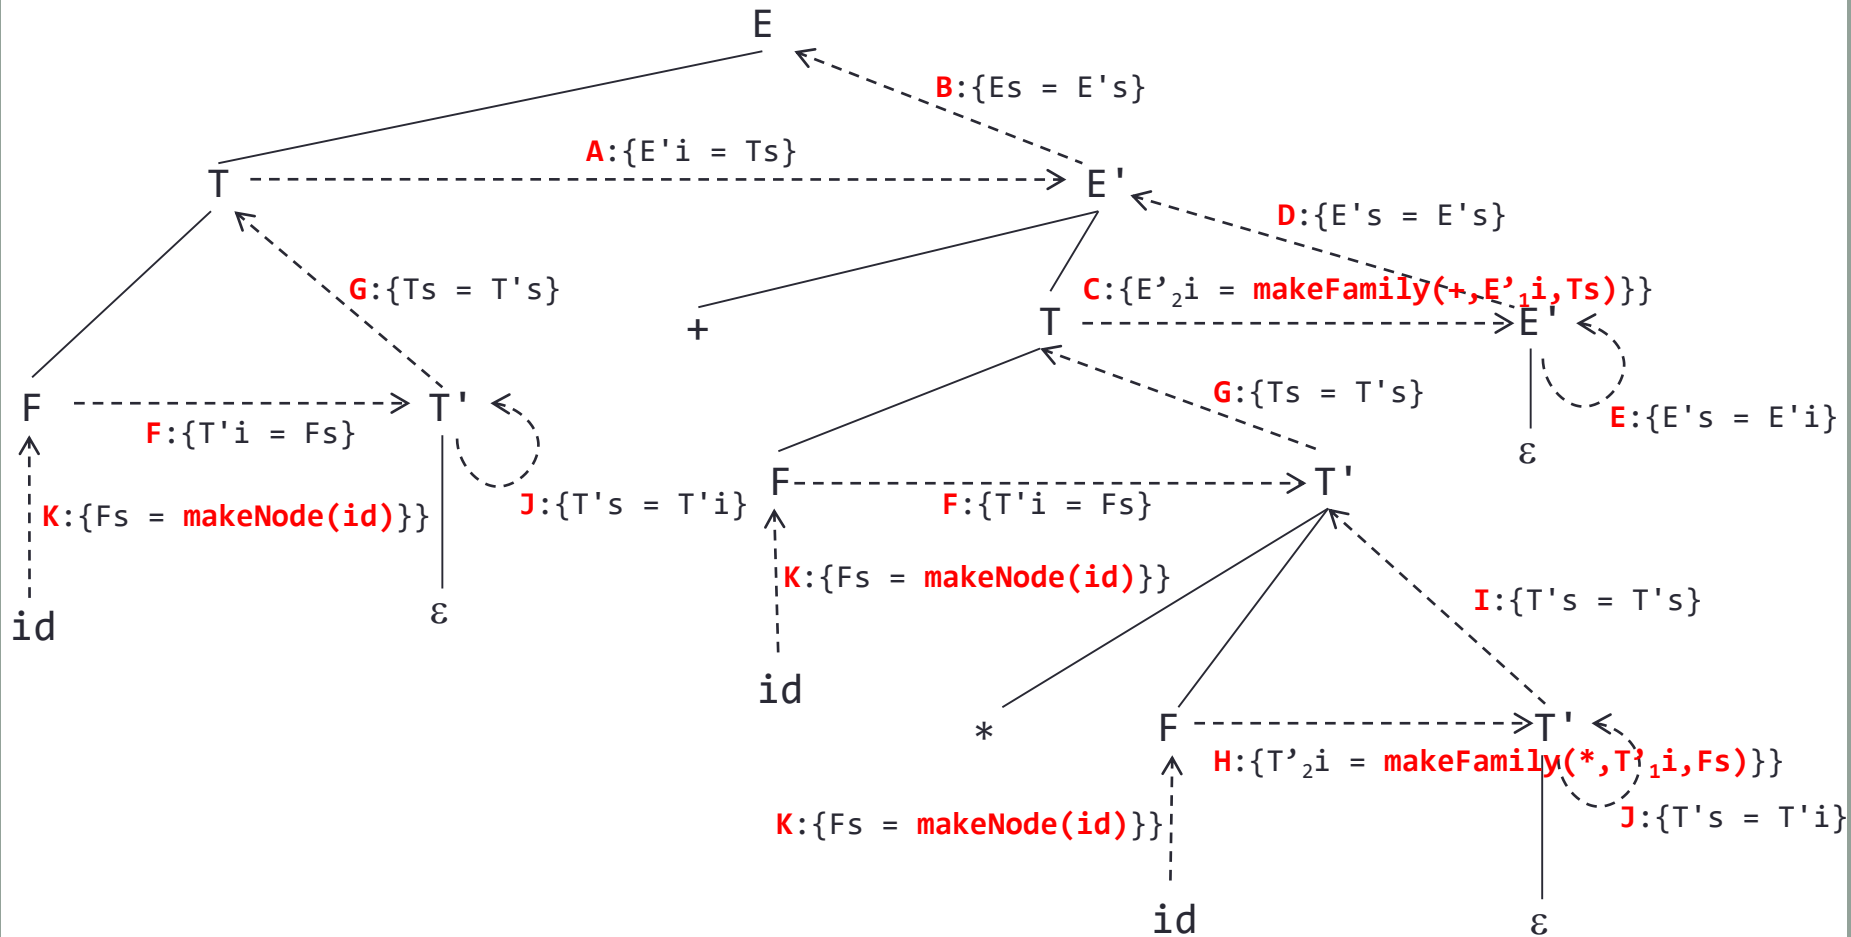 E
B:{Es = E's}
A:{E'i = Ts}
T E'
D:{E's = E's}
G:{Ts = T's} C:{E’₂i = makeFamily(+,E’₁i,Ts)}}
+ T E'
G:{Ts = T's}
F T' E:{E's = E'i}
F:{T'i = Fs} ε
F T'
K:{Fs = makeNode(id)}} J:{T's = T'i} F:{T'i = Fs}
K:{Fs = makeNode(id)}}
I:{T's = T's}
id ε
id
* F T'
H:{T’₂i = makeFamily(*,T’₁i,Fs)}}
K:{Fs = makeNode(id)}} J:{T's = T'i}
id ε